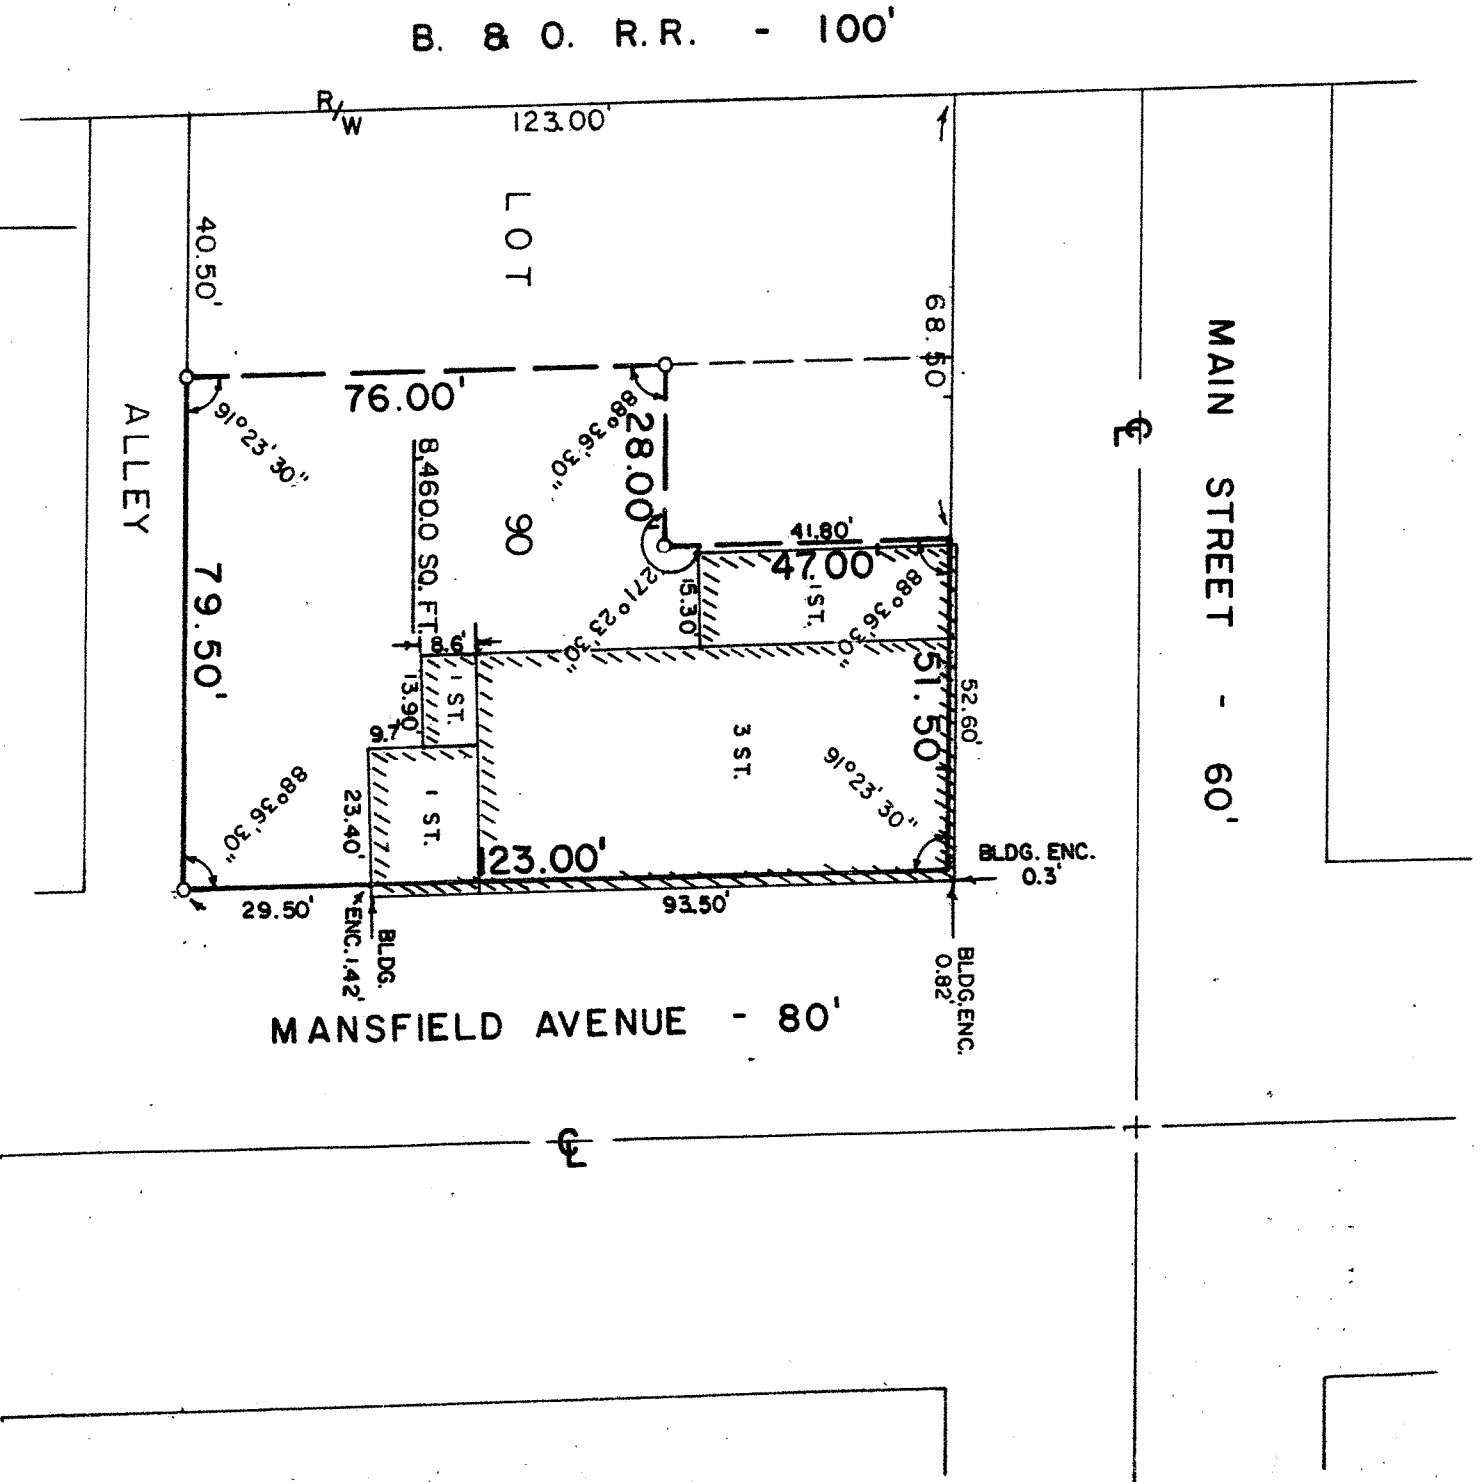 B. & O. R.R. - 100'
R/W
123.00'
LOT
40.50'
68.50
MAIN STREET - 60'
℄
ALLEY
76.00'
91°23'30"
88°36'30"
28.00'
8,460.0 SQ. FT.
90
41.80'
47.00
1 ST.
15.30'
271°23'30"
88°36'30"
79.50'
8.6'
1 ST.
13.90'
9.7'
3 ST.
51.50'
52.60'
91°23'30"
88°36'30"
23.40'
1 ST.
123.00'
BLDG. ENC.
0.3'
29.50'
BLDG.
ENC. 1.42'
93.50'
BLDG. ENC.
0.82'
MANSFIELD AVENUE - 80'
℄